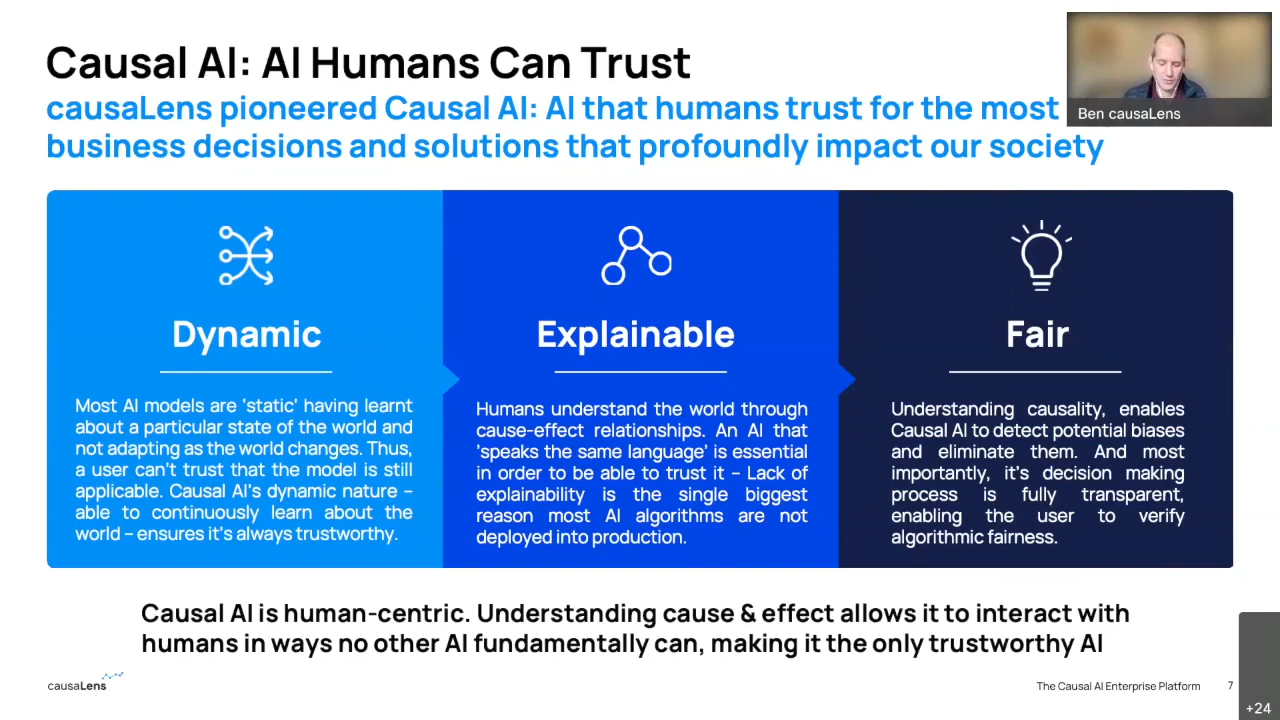 Causal AI: AI Humans Can Trust
causaLens pioneered Causal AI: AI that humans trust for the most
business decisions and solutions that profoundly impact our society
Ben causaLens
Dynamic
Most AI models are 'static' having learnt
about a particular state of the world and
not adapting as the world changes. Thus,
a user can't trust that the model is still
applicable. Causal AI's dynamic nature –
able to continuously learn about the
world – ensures it's always trustworthy.
Explainable
Humans understand the world through
cause-effect relationships. An AI that
'speaks the same language' is essential
in order to be able to trust it – Lack of
explainability is the single biggest
reason most AI algorithms are not
deployed into production.
Fair
Understanding causality, enables
Causal AI to detect potential biases
and eliminate them. And most
importantly, it's decision making
process is fully transparent,
enabling the user to verify
algorithmic fairness.
Causal AI is human-centric. Understanding cause & effect allows it to interact with
humans in ways no other AI fundamentally can, making it the only trustworthy AI
causaLens
The Causal AI Enterprise Platform 7
+24